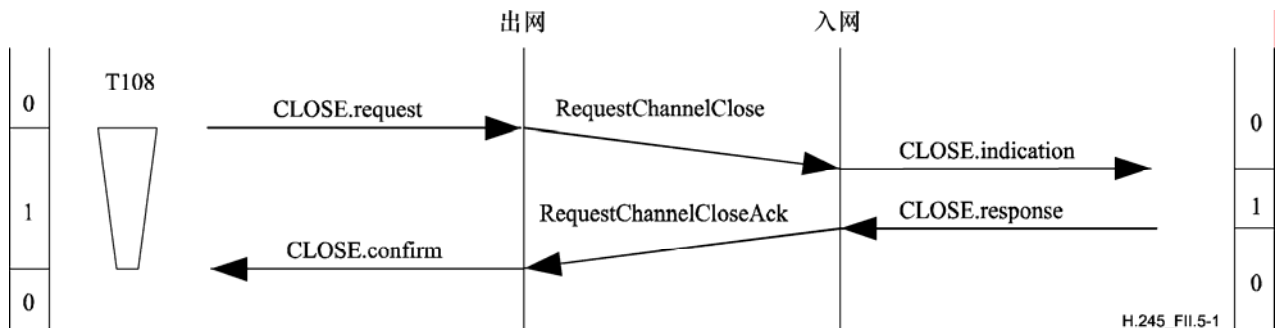 出网
入网
T108
0
CLOSE.request
RequestChannelClose
0
CLOSE.indication
1
RequestChannelCloseAck
CLOSE.response
1
CLOSE.confirm
0
0
H.245_FII.5-1